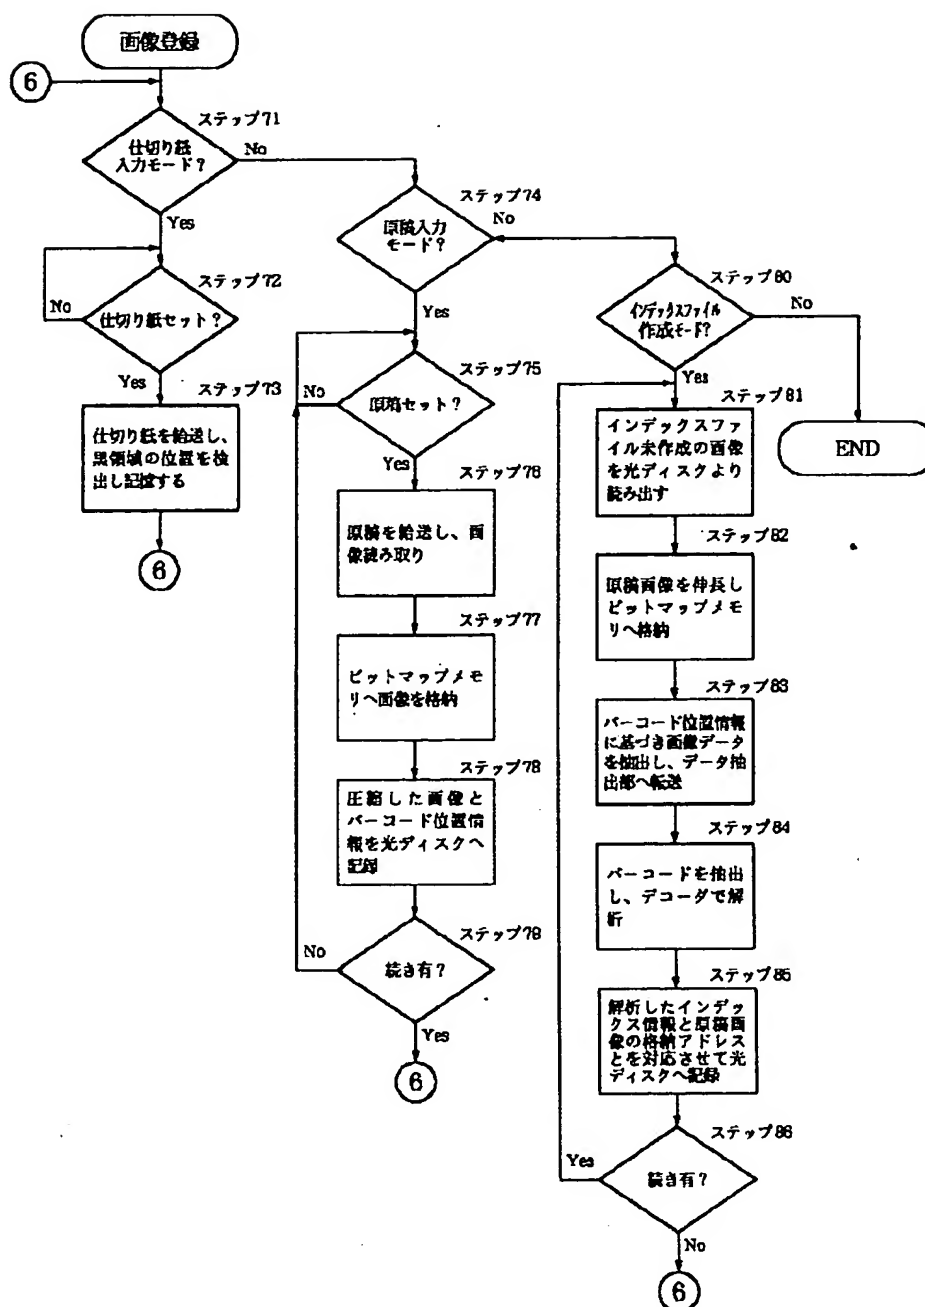 画像登録
6
ステップ71
仕切り紙
入力モード?
No
Yes
ステップ72
仕切り紙セット?
No
Yes
ステップ73
仕切り紙を給送し、
黒領域の位置を検
出し記憶する
6
ステップ74
原稿入力
モード?
No
Yes
ステップ75
原稿セット?
No
Yes
ステップ76
原稿を給送し、画
像読み取り
ステップ77
ビットマップメモ
リへ画像を格納
ステップ78
圧縮した画像と
バーコード位置情
報を光ディスクへ
記録
ステップ79
続き有?
No
Yes
6
ステップ80
インデックスファイル
作成モード?
No
Yes
END
ステップ81
インデックスファ
イル未作成の画像
を光ディスクより
読み出す
ステップ82
原稿画像を伸長し
ビットマップメモ
リへ格納
ステップ83
バーコード位置情報
に基づき画像データ
を抽出し、データ抽
出部へ転送
ステップ84
バーコードを抽出
し、デコーダで解
析
ステップ85
解析したインデッ
クス情報と原稿画
像の格納アドレス
とを対応させて光
ディスクへ記録
ステップ86
続き有?
Yes
No
6